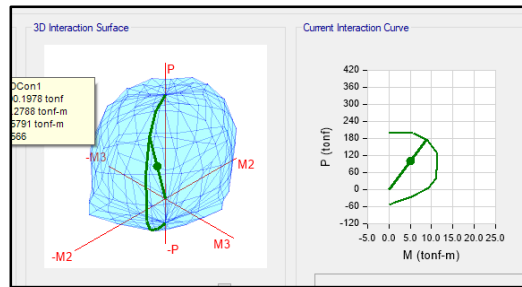 3D Interaction Surface
Current Interaction Curve
DCon1
0.1978 tonf
.2788 tonf-m
5791 tonf-m
566
P
-M3
M2
-M2
M3
-P
P (tonf)
420
360
300
240
180
120
60
0
-60
-120
-5.0 0.0 5.0 10.0 15.0 20.0 25.0
M (tonf-m)